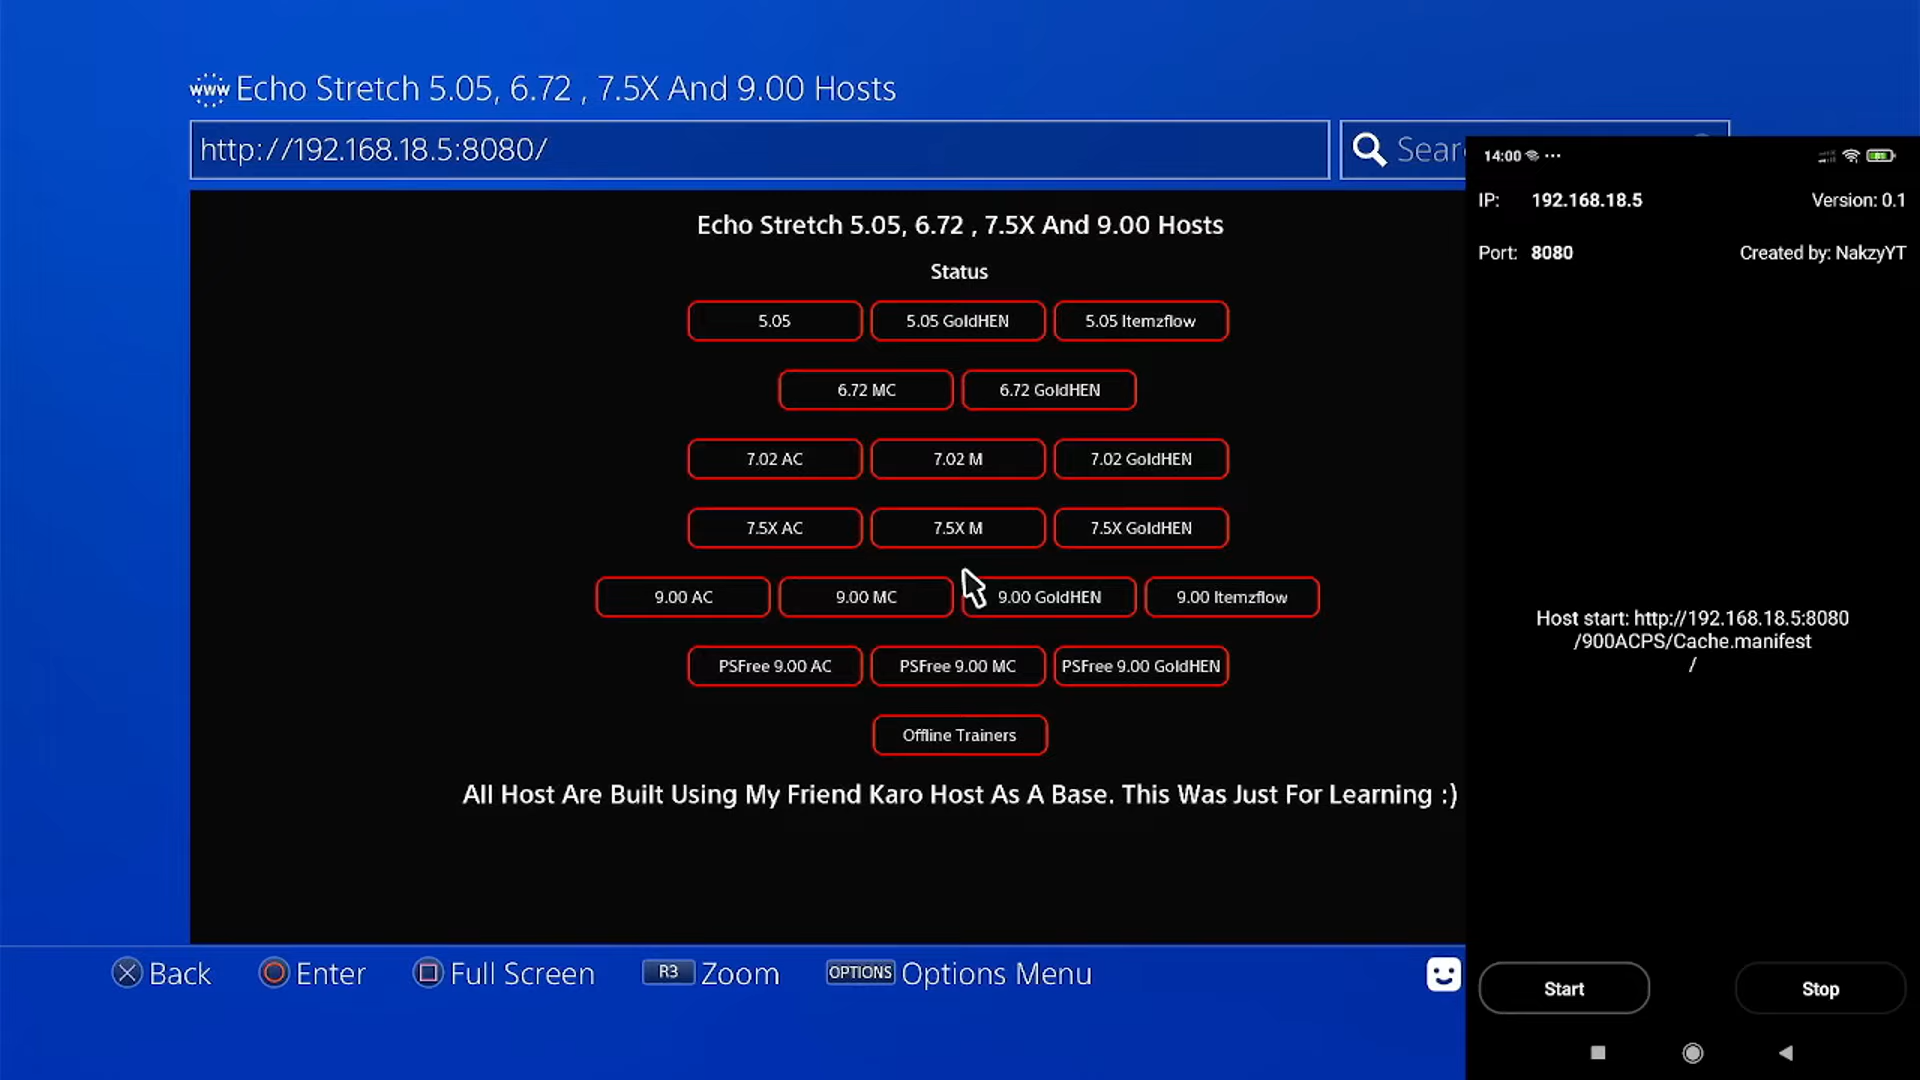 www Echo Stretch 5.05, 6.72 , 7.5X And 9.00 Hosts
http://192.168.18.5:8080/
Echo Stretch 5.05, 6.72 , 7.5X And 9.00 Hosts
Status
5.05 5.05 GoldHEN 5.05 Itemzflow
6.72 MC 6.72 GoldHEN
7.02 AC 7.02 M 7.02 GoldHEN
7.5X AC 7.5X M 7.5X GoldHEN
9.00 AC 9.00 MC 9.00 GoldHEN 9.00 Itemzflow
PSFree 9.00 AC PSFree 9.00 MC PSFree 9.00 GoldHEN
Offline Trainers
All Host Are Built Using My Friend Karo Host As A Base. This Was Just For Learning :)
Back Enter Full Screen R3 Zoom OPTIONS Options Menu
14:00
IP: 192.168.18.5 Version: 0.1
Port: 8080 Created by: NakzyYT
Host start: http://192.168.18.5:8080
/900ACPS/Cache.manifest
/
Start Stop